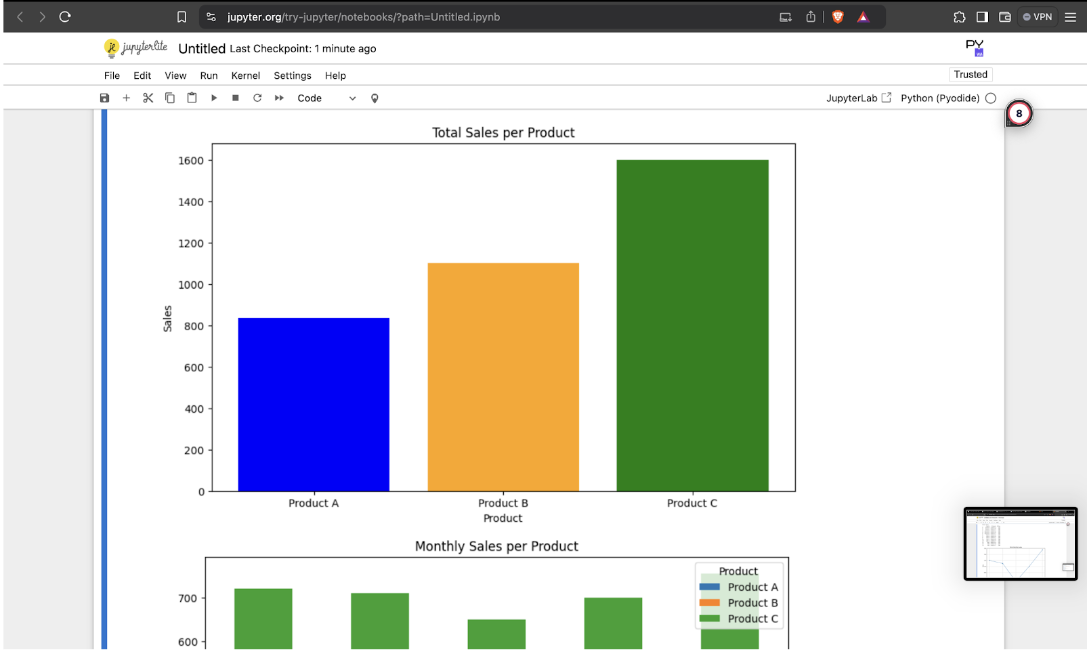 jupyter.org/try-jupyter/notebooks/?path=Untitled.ipynb
VPN
jupyterlite Untitled Last Checkpoint: 1 minute ago
PY
File Edit View Run Kernel Settings Help
Trusted
Code
JupyterLab Python (Pyodide)
8
Total Sales per Product
1600
1400
1200
1000
800
600
400
200
0
Sales
Product A Product B Product C
Product
Monthly Sales per Product
700
600
Product
Product A
Product B
Product C